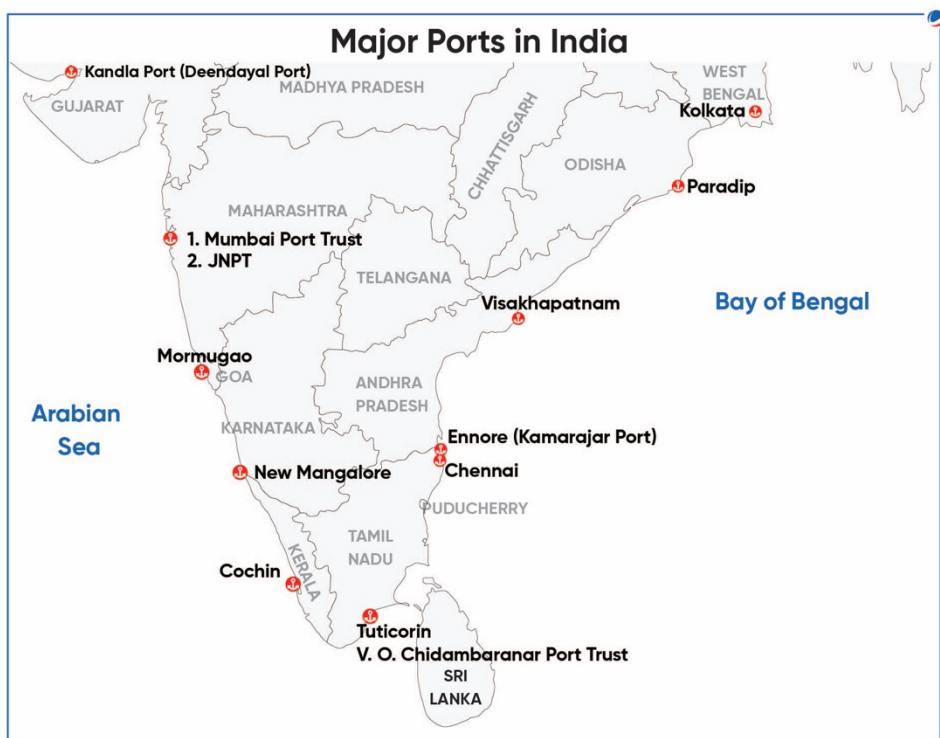 Major Ports in India
Kandla Port (Deendayal Port)
GUJARAT
MADHYA PRADESH
WEST
BENGAL
Kolkata
CHHATTISGARH
ODISHA
Paradip
MAHARASHTRA
1. Mumbai Port Trust
2. JNPT
TELANGANA
Visakhapatnam
Bay of Bengal
Mormugao
GOA
ANDHRA
PRADESH
Arabian
Sea
KARNATAKA
Ennore (Kamarajar Port)
Chennai
New Mangalore
PUDUCHERRY
TAMIL
NADU
KERALA
Cochin
Tuticorin
V. O. Chidambaranar Port Trust
SRI
LANKA